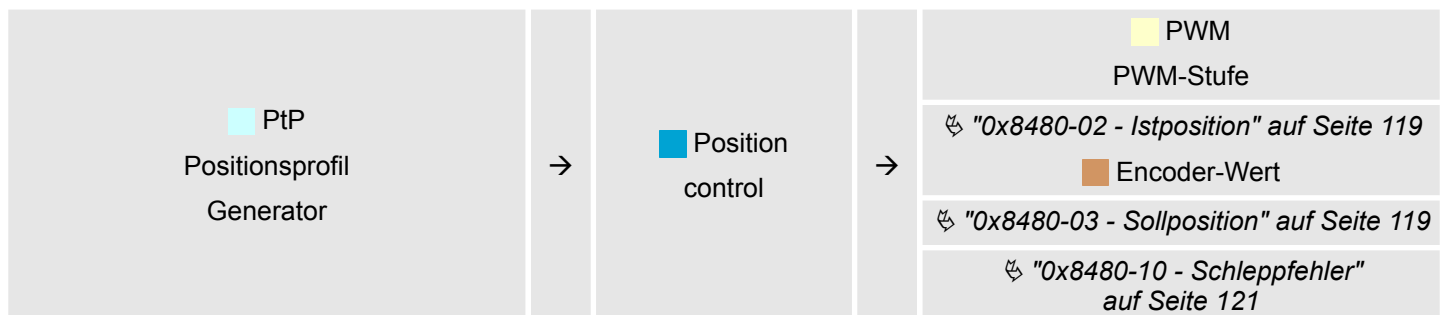 PtP
Positionsprofil
Generator
→
Position
control
→
PWM
PWM-Stufe
"0x8480-02 - Istposition" auf Seite 119
Encoder-Wert
"0x8480-03 - Sollposition" auf Seite 119
"0x8480-10 - Schleppfehler"
auf Seite 121